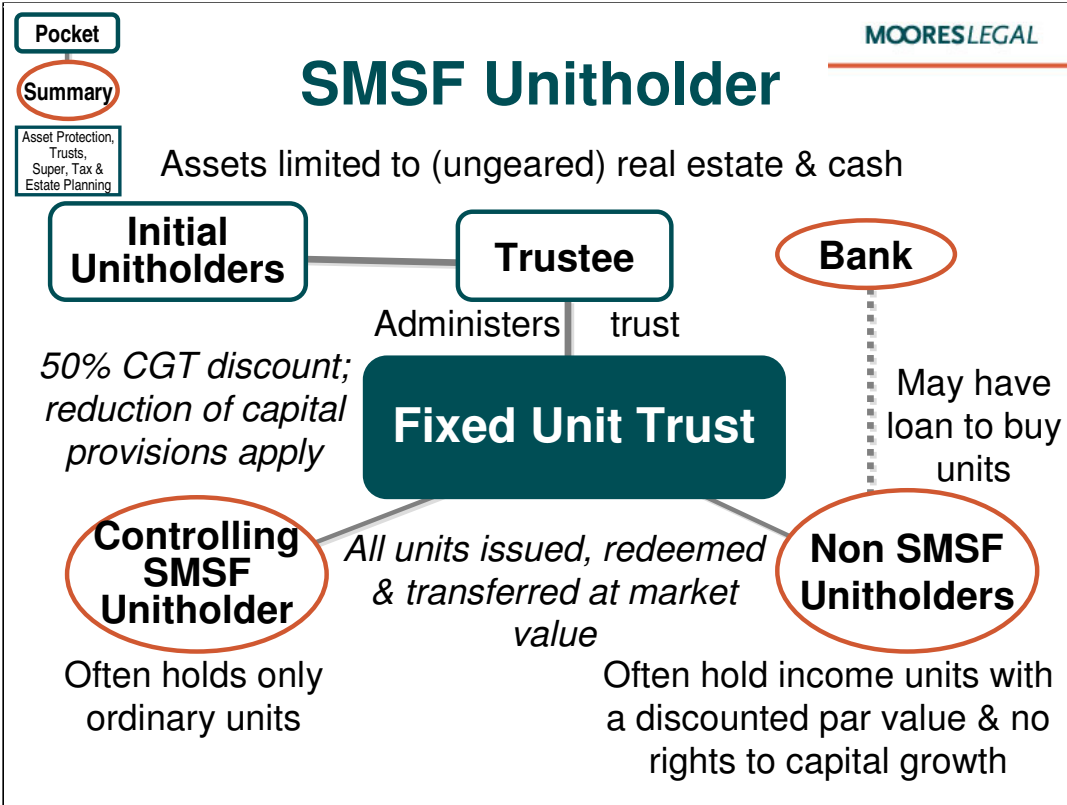 Pocket
Summary
Asset Protection,
Trusts,
Super, Tax &
Estate Planning
MOORESLEGAL
SMSF Unitholder
Assets limited to (ungeared) real estate & cash
Initial
Unitholders
Trustee
Bank
Administers trust
50% CGT discount;
reduction of capital
provisions apply
Fixed Unit Trust
May have
loan to buy
units
Controlling
SMSF
Unitholder
All units issued, redeemed
& transferred at market
value
Non SMSF
Unitholders
Often holds only
ordinary units
Often hold income units with
a discounted par value & no
rights to capital growth